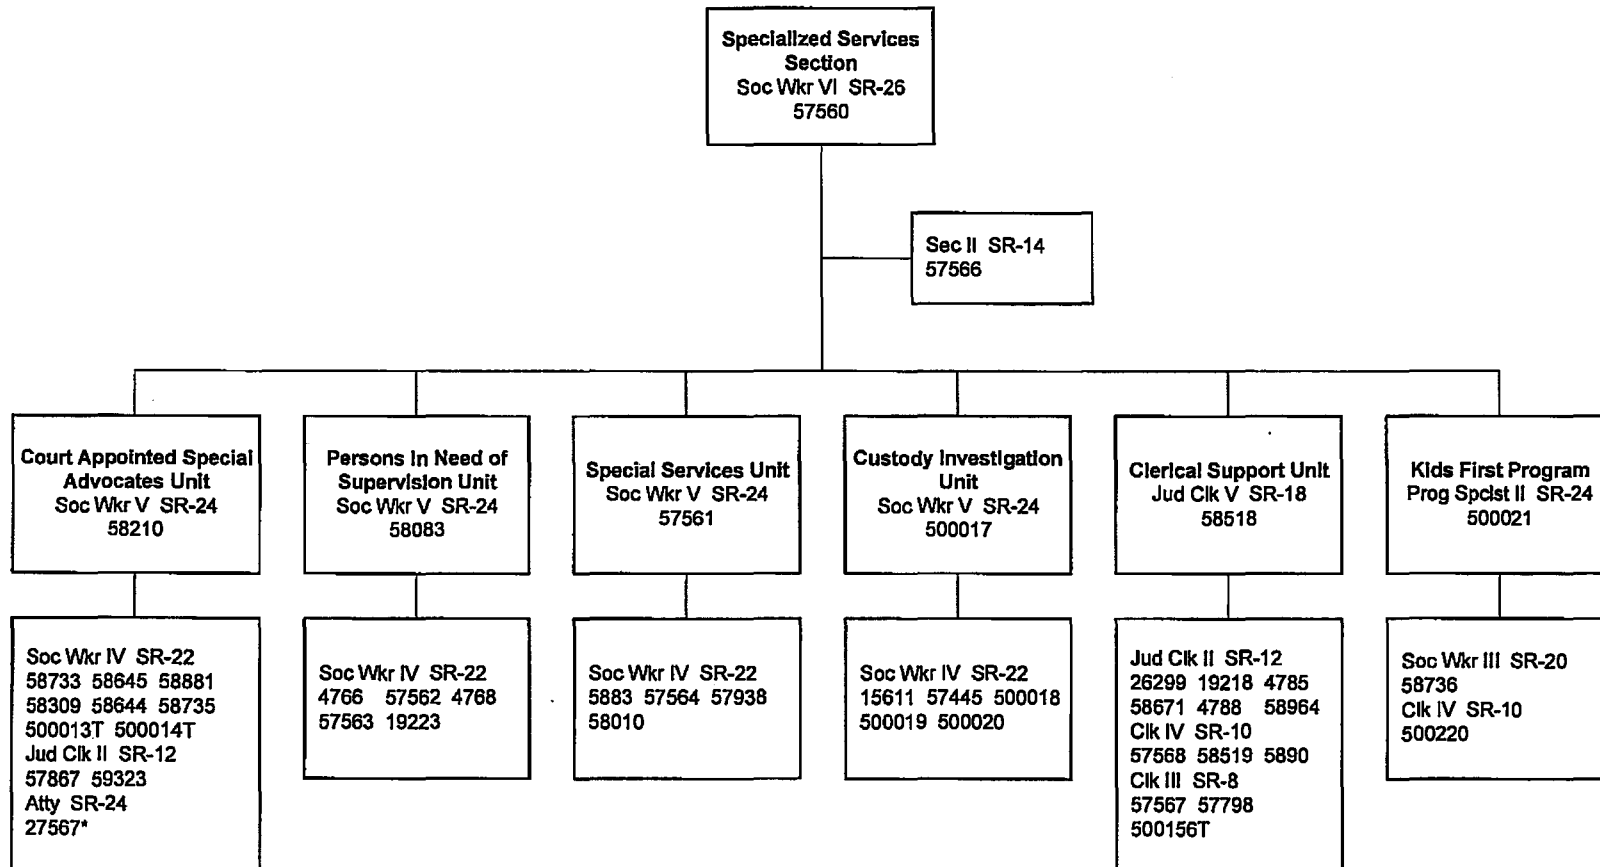 Specialized Services
Section
Soc Wkr VI SR-26
57560
Sec II SR-14
57566
Court Appointed Special
Advocates Unit
Soc Wkr V SR-24
58210
Persons In Need of
Supervision Unit
Soc Wkr V SR-24
58083
Special Services Unit
Soc Wkr V SR-24
57561
Custody Investigation
Unit
Soc Wkr V SR-24
500017
Clerical Support Unit
Jud Clk V SR-18
58518
Kids First Program
Prog Spclst II SR-24
500021
Soc Wkr IV SR-22
58733 58645 58881
58309 58644 58735
500013T 500014T
Jud Clk II SR-12
57867 59323
Atty SR-24
27567*
Soc Wkr IV SR-22
4766 57562 4768
57563 19223
Soc Wkr IV SR-22
5883 57564 57938
58010
Soc Wkr IV SR-22
15611 57445 500018
500019 500020
Jud Clk II SR-12
26299 19218 4785
58671 4788 58964
Clk IV SR-10
57568 58519 5890
Clk III SR-8
57567 57798
500156T
Soc Wkr III SR-20
58736
Clk IV SR-10
500220